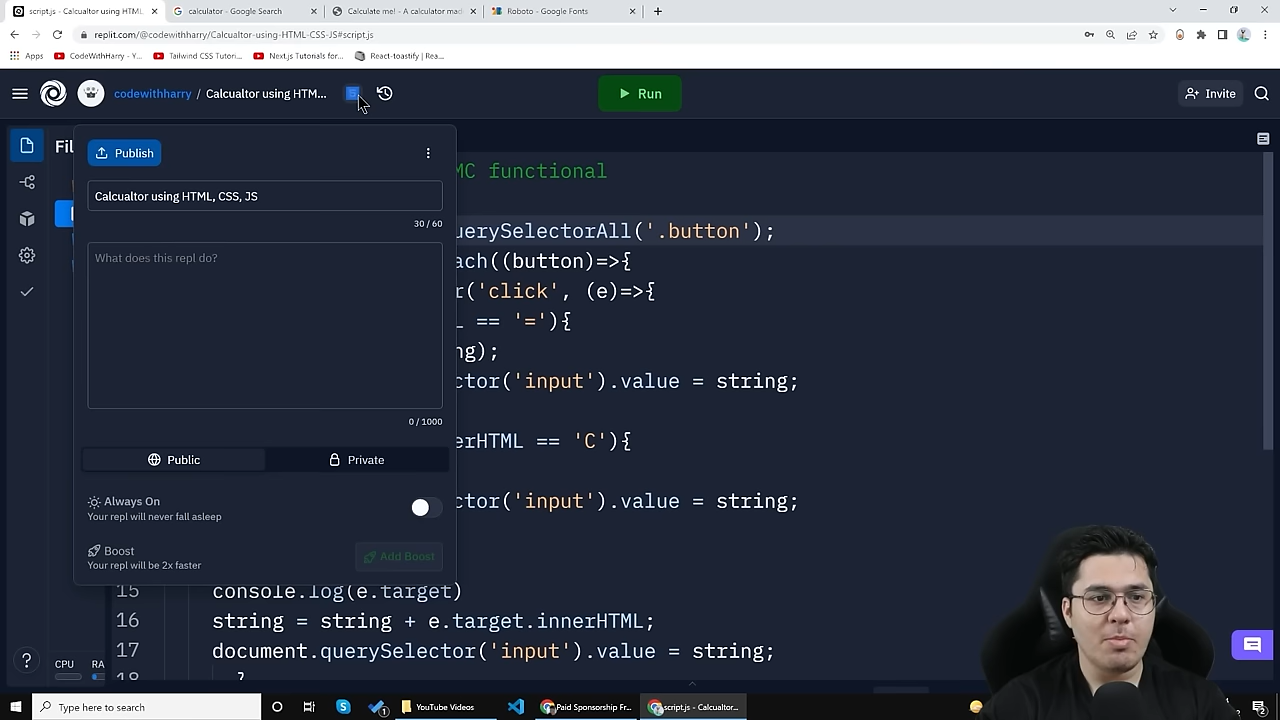 script.js - Calcualtor using HTML
calculator - Google Search
Calculate me! - A calculator mad
Roboto - Google Fonts
replit.com/@codewithharry/Calcualtor-using-HTML-CSS-JS#script.js
Apps
CodeWithHarry - Y...
Tailwind CSS Tutori...
Next.js Tutorials for...
React-toastify | Rea...
codewithharry / Calcualtor using HTM...
Run
Invite
Fil
Publish
MC functional
Calcualtor using HTML, CSS, JS
30 / 60
uerySelectorAll('.button');
What does this repl do?
ach((button)=>{
r('click', (e)=>{
L == '='){
ng);
ctor('input').value = string;
0 / 1000
erHTML == 'C'){
Public
Private
Always On
Your repl will never fall asleep
ctor('input').value = string;
Boost
Your repl will be 2x faster
Add Boost
15 console.log(e.target)
16 string = string + e.target.innerHTML;
17 document.querySelector('input').value = string;
18 }
CPU
RA
Type here to search
YouTube Videos
Paid Sponsorship Fr...
script.js - Calcualtor...